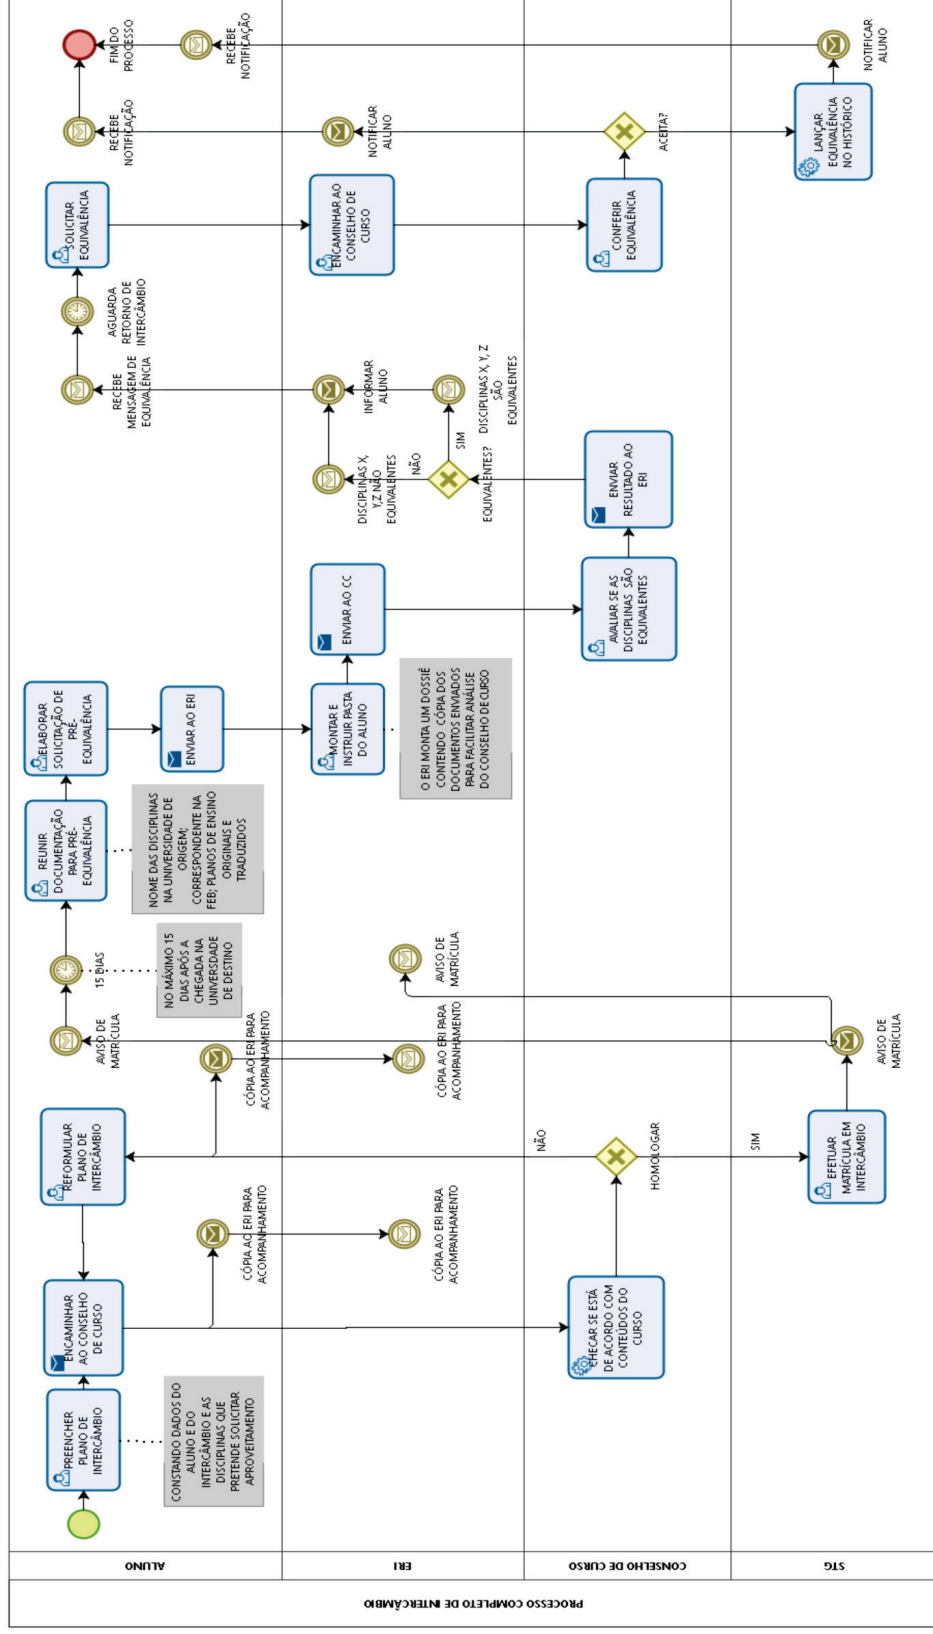 PROCESSO COMPLETO DE INTERCÂMBIO
ALUNO
PREENCHER
PLANO DE
INTERCÂMBIO
CONSTANDO DADOS DO
ALUNO E DO
INTERCÂMBIO E AS
DISCIPLINAS QUE
PRETENDE SOLICITAR
APROVEITAMENTO
ENCAMINHAR
AO CONSELHO
DE CURSO
REFORMULAR
PLANO DE
INTERCÂMBIO
CÓPIA AO ERI PARA
ACOMPANHAMENTO
CÓPIA AO ERI PARA
ACOMPANHAMENTO
AVISO DE
MATRÍCULA
15 DIAS
NO MÁXIMO 15
DIAS APÓS A
CHEGADA NA
UNIVERSDADE
DE DESTINO
REUNIR
DOCUMENTAÇÃO
PARA PRÉ-
EQUIVALÊNCIA
NOME DAS DISCIPLINAS
NA UNIVERSIDADE DE
ORIGEM;
CORRESPONDENTE NA
FEB; PLANOS DE ENSINO
ORIGINAIS E
TRADUZIDOS
ELABORAR
SOLICITAÇÃO DE
PRÉ-
EQUIVALÊNCIA
ENVIAR AO ERI
RECEBE
MENSAGEM DE
EQUIVALÊNCIA
AGUARDA
RETORNO DE
INTERCÂMBIO
SOLICITAR
EQUIVALÊNCIA
RECEBE
NOTIFICAÇÃO
FIM DO
PROCESSO
RECEBE
NOTIFICAÇÃO
ERI
CÓPIA AO ERI PARA
ACOMPANHAMENTO
CÓPIA AO ERI PARA
ACOMPANHAMENTO
AVISO DE
MATRÍCULA
MONTAR E
INSTRUIR PASTA
DO ALUNO
O ERI MONTA UM DOSSIÊ
CONTENDO CÓPIA DOS
DOCUMENTOS ENVIADOS
PARA FACILITAR ANÁLISE
DO CONSELHO DE CURSO
ENVIAR AO CC
DISCIPLINAS X,
Y,Z NÃO
EQUIVALENTES
NÃO
EQUIVALENTES?
SIM
INFORMAR
ALUNO
DISCIPLINAS X, Y, Z
SÃO
EQUIVALENTES
ENCAMINHAR AO
CONSELHO DE
CURSO
NOTIFICAR
ALUNO
CONSELHO DE CURSO
CHECAR SE ESTÁ
DE ACORDO COM
CONTEÚDOS DO
CURSO
NÃO
HOMOLOGAR
SIM
AVALIAR SE AS
DISCIPLINAS SÃO
EQUIVALENTES
ENVIAR
RESULTADO AO
ERI
CONFERIR
EQUIVALÊNCIA
ACEITA?
STG
EFETUAR
MATRÍCULA EM
INTERCÂMBIO
AVISO DE
MATRÍCULA
LANÇAR
EQUIVALÊNCIA
NO HISTÓRICO
NOTIFICAR
ALUNO